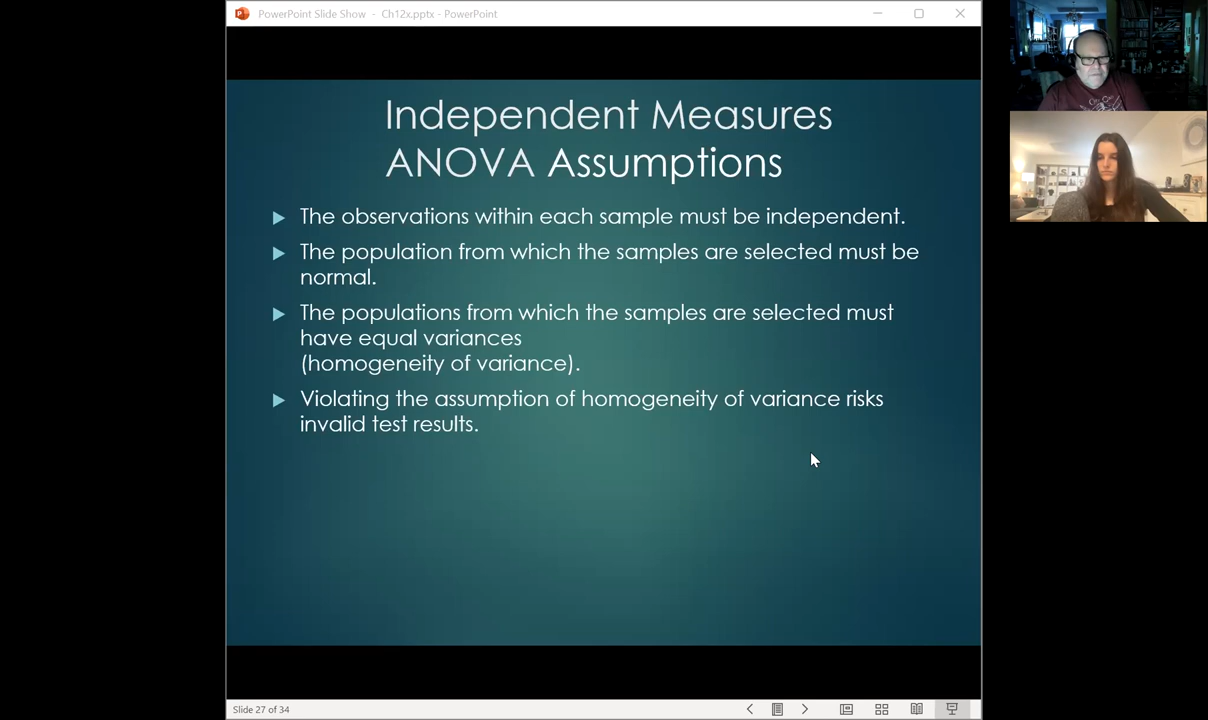 PowerPoint Slide Show - Ch12x.pptx - PowerPoint
Independent Measures
ANOVA Assumptions
The observations within each sample must be independent.
The population from which the samples are selected must be
normal.
The populations from which the samples are selected must
have equal variances
(homogeneity of variance).
Violating the assumption of homogeneity of variance risks
invalid test results.
Slide 27 of 34